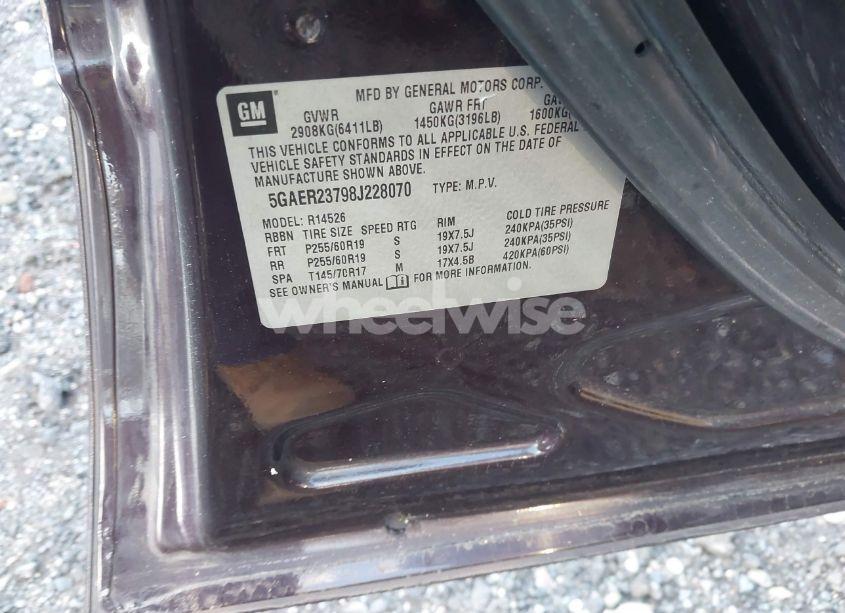 MFD BY GENERAL MOTORS CORP.
GM GVWR GAWR FRT
2908KG(6411LB) 1450KG(3196LB) 1600KG(
THIS VEHICLE CONFORMS TO ALL APPLICABLE U.S. FEDERAL
VEHICLE SAFETY STANDARDS IN EFFECT ON THE DATE OF
MANUFACTURE SHOWN ABOVE.
5GAER23798J228070 TYPE: M.P.V.
MODEL: R14526
RBBN TIRE SIZE SPEED RTG RIM COLD TIRE PRESSURE
FRT P255/60R19 S 19X7.5J 240KPA(35PSI)
RR P255/60R19 S 19X7.5J 240KPA(35PSI)
SPA T145/70R17 M 17X4.5B 420KPA(60PSI)
SEE OWNER'S MANUAL FOR MORE INFORMATION.
wheelwise